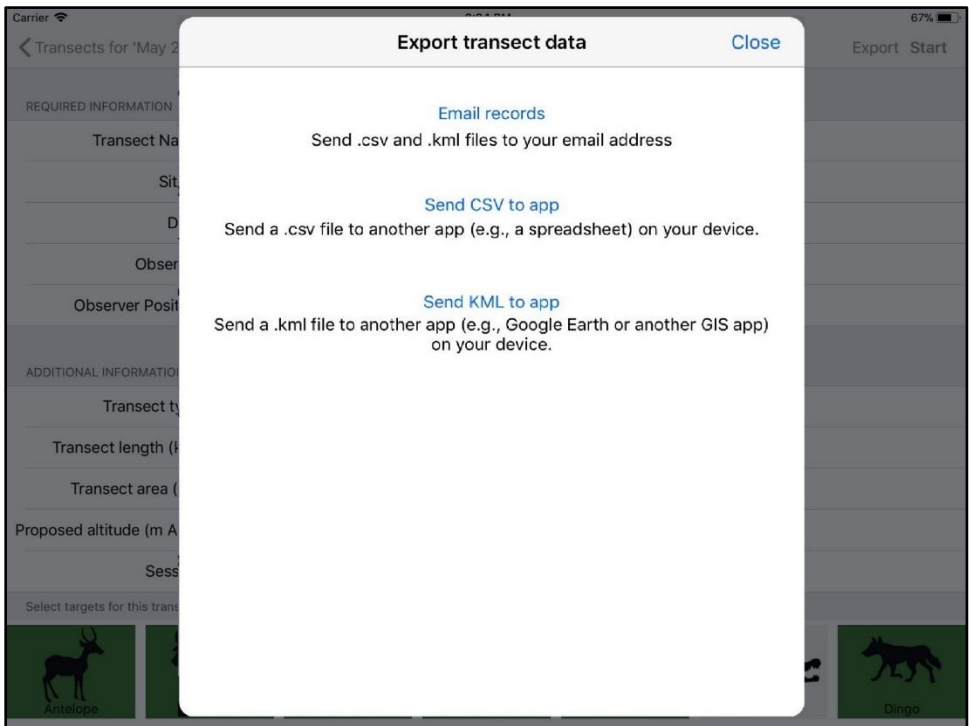 Carrier
67%
Transects for 'May 2
Export transect data
Close
Export Start
REQUIRED INFORMATION
Transect Na
Sit
D
Obser
Observer Posit
ADDITIONAL INFORMATIO
Transect ty
Transect length (k
Transect area (
Proposed altitude (m A
Sess
Select targets for this trans
Email records
Send .csv and .kml files to your email address
Send CSV to app
Send a .csv file to another app (e.g., a spreadsheet) on your device.
Send KML to app
Send a .kml file to another app (e.g., Google Earth or another GIS app)
on your device.
Antelope
Dingo